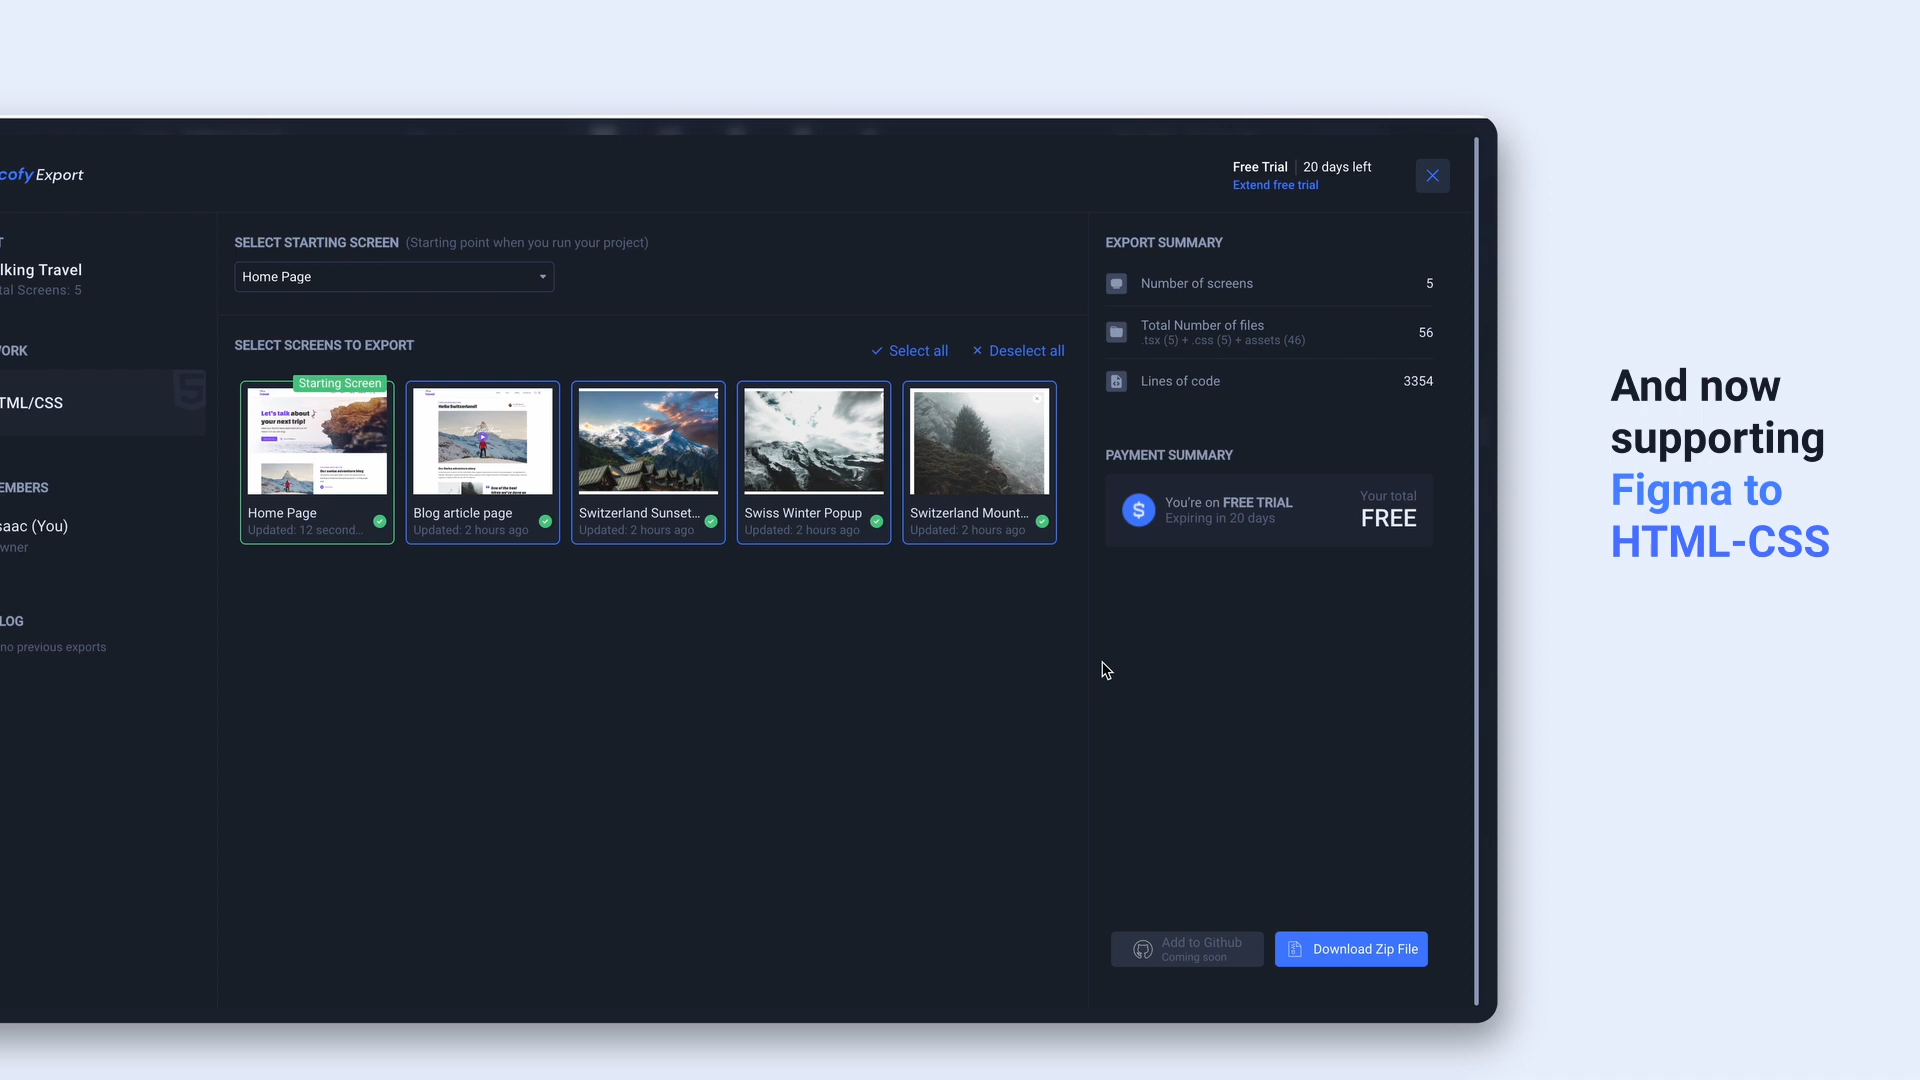 cofy Export
Free Trial | 20 days left
Extend free trial
T
lking Travel
tal Screens: 5
WORK
TML/CSS
EMBERS
saac (You)
wner
LOG
no previous exports
SELECT STARTING SCREEN (Starting point when you run your project)
Home Page
SELECT SCREENS TO EXPORT
Select all
Deselect all
Starting Screen
Let's talk about
your next trip!
Hello Switzerland!
Home Page
Updated: 12 second...
Blog article page
Updated: 2 hours ago
Switzerland Sunset...
Updated: 2 hours ago
Swiss Winter Popup
Updated: 2 hours ago
Switzerland Mount...
Updated: 2 hours ago
EXPORT SUMMARY
Number of screens
5
Total Number of files
.tsx (5) + .css (5) + assets (46)
56
Lines of code
3354
PAYMENT SUMMARY
You're on FREE TRIAL
Expiring in 20 days
Your total
FREE
Add to Github
Coming soon
Download Zip File
And now
supporting
Figma to
HTML-CSS